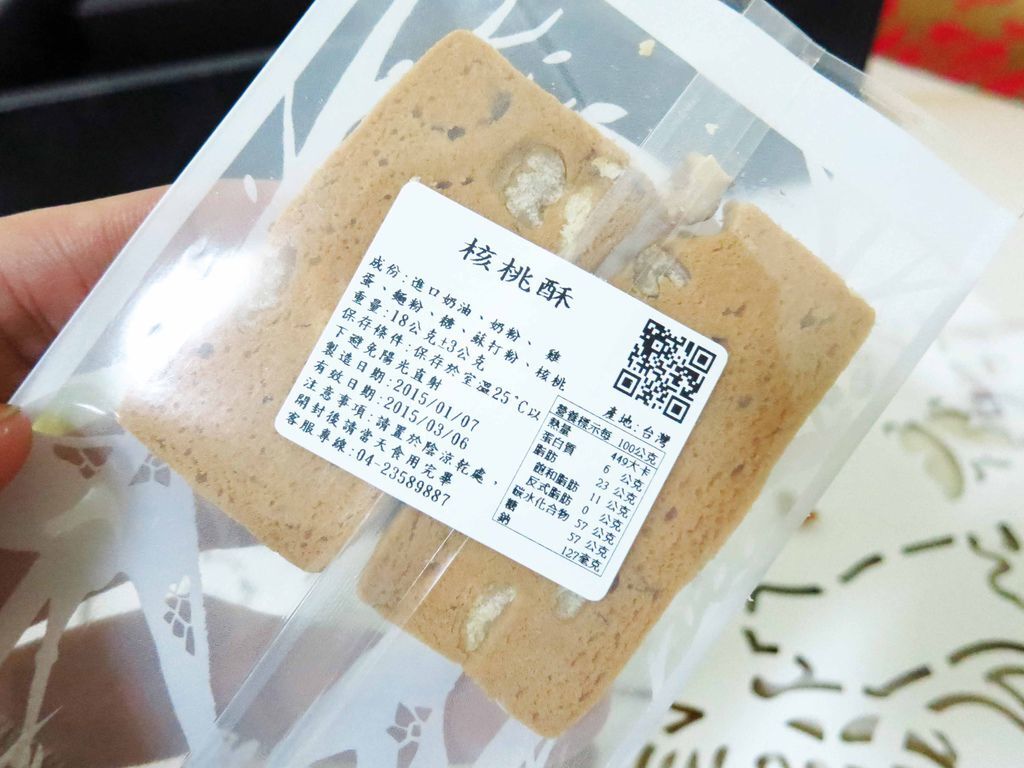 核桃酥
成份:進口奶油、奶粉、雞
蛋、麵粉、糖、蘇打粉、核桃
重量:18公克±3公克
保存條件:保存於室溫25°C以
下避免陽光直射
製造日期:2015/01/07
有效日期:2015/03/06
注意事項:請置於陰涼乾處,
開封後請當天食用完畢
客服專線:04-23589887
產地:台灣
營養標示每 100公克
熱量 449大卡
蛋白質 6 公克
脂肪 23 公克
飽和脂肪 11 公克
反式脂肪 0 公克
碳水化合物 57 公克
糖 57 公克
鈉 127毫克